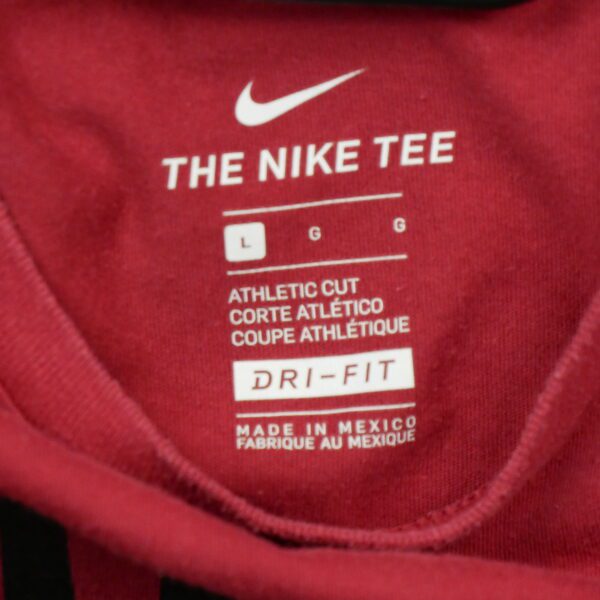 THE NIKE TEE
L G G
ATHLETIC CUT
CORTE ATLÉTICO
COUPE ATHLÉTIQUE
DRI-FIT
MADE IN MEXICO
FABRIQUE AU MEXIQUE